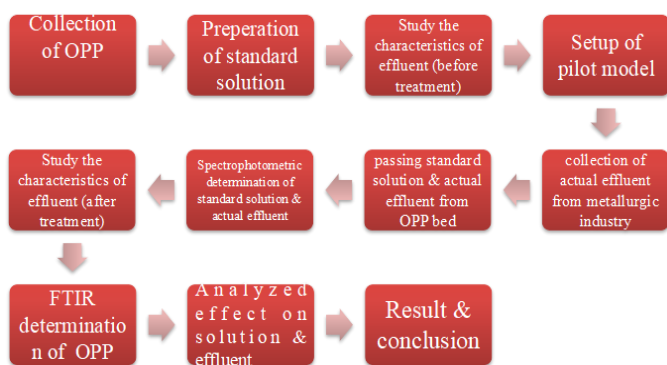 Collection
of OPP
Preperation
of standard
solution
Study the
characteristics of
effluent (before
treatment)
Setup of
pilot model
collection of
actual effluent
from metallurgic
industry
passing standard
solution & actual
effluent from
OPP bed
Spectrophotometric
determination of
standard solution &
actual effluent
Study the
characteristics of
effluent (after
treatment)
FTIR
determinatio
n of OPP
Analyzed
effect on
solution &
effluent
Result &
conclusion